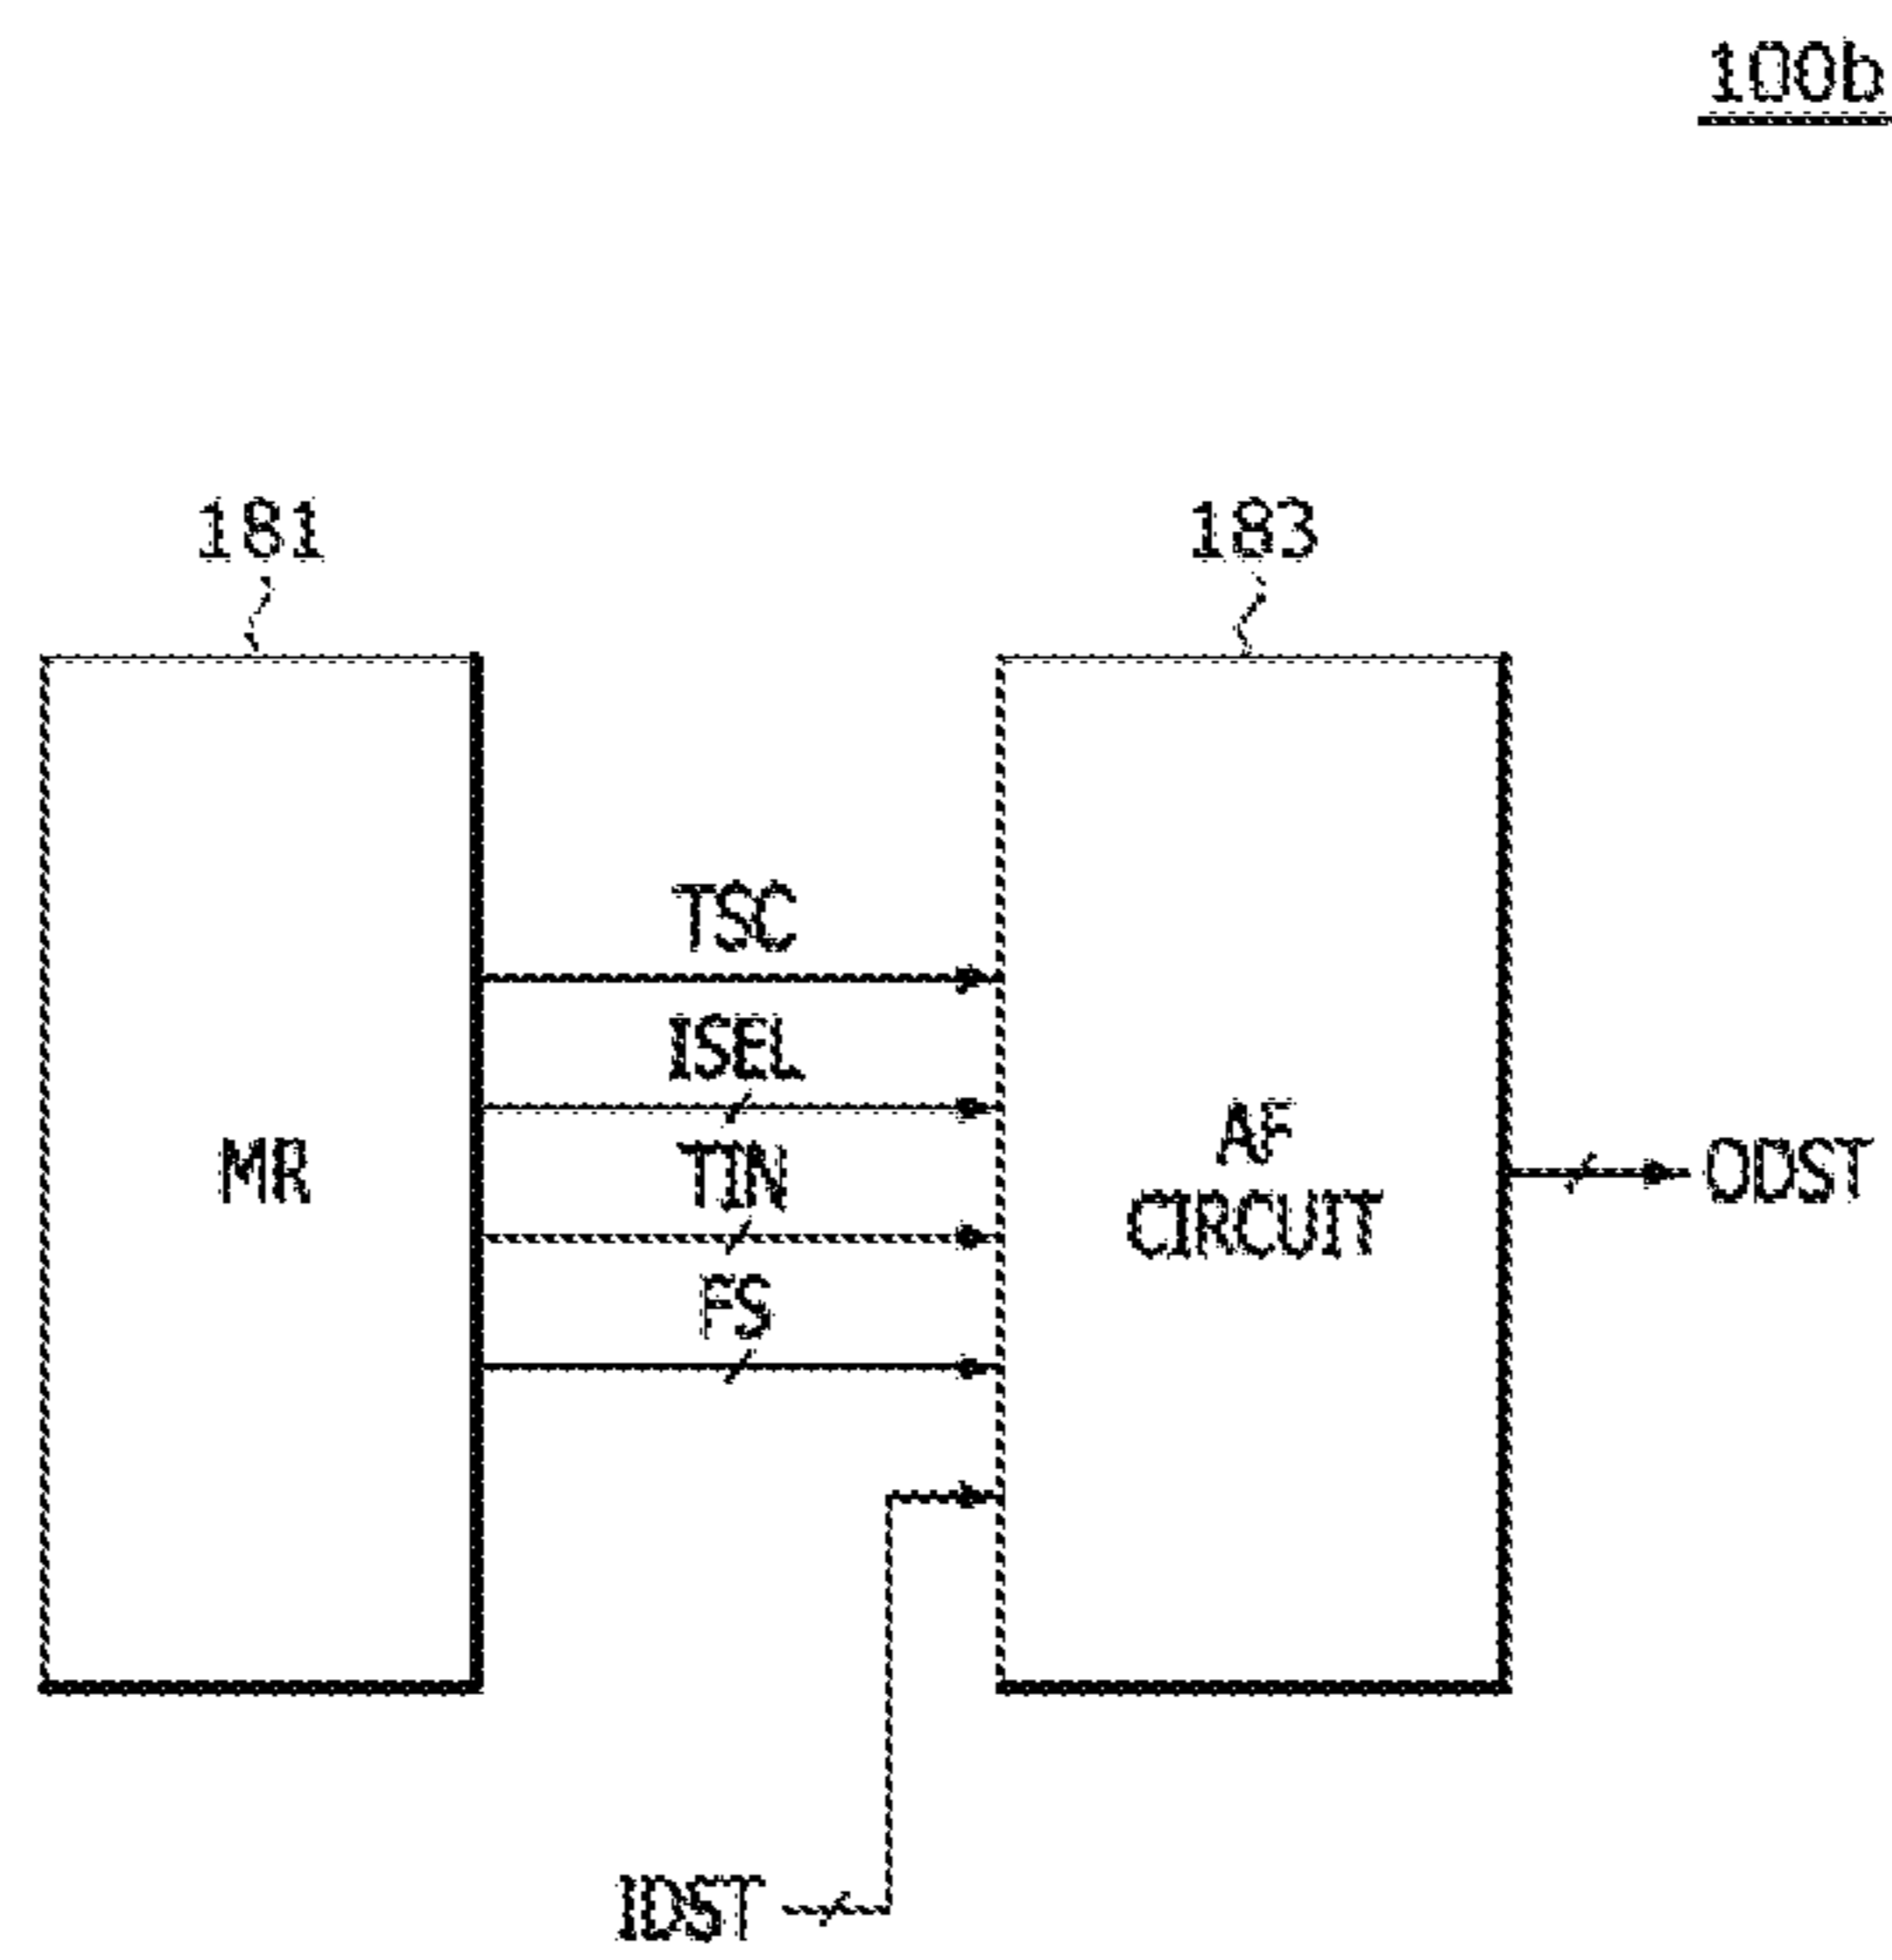 100b
181
183
TSC
ISEL
TIN
FS
MR
AF
CIRCUIT
ODST
IDST